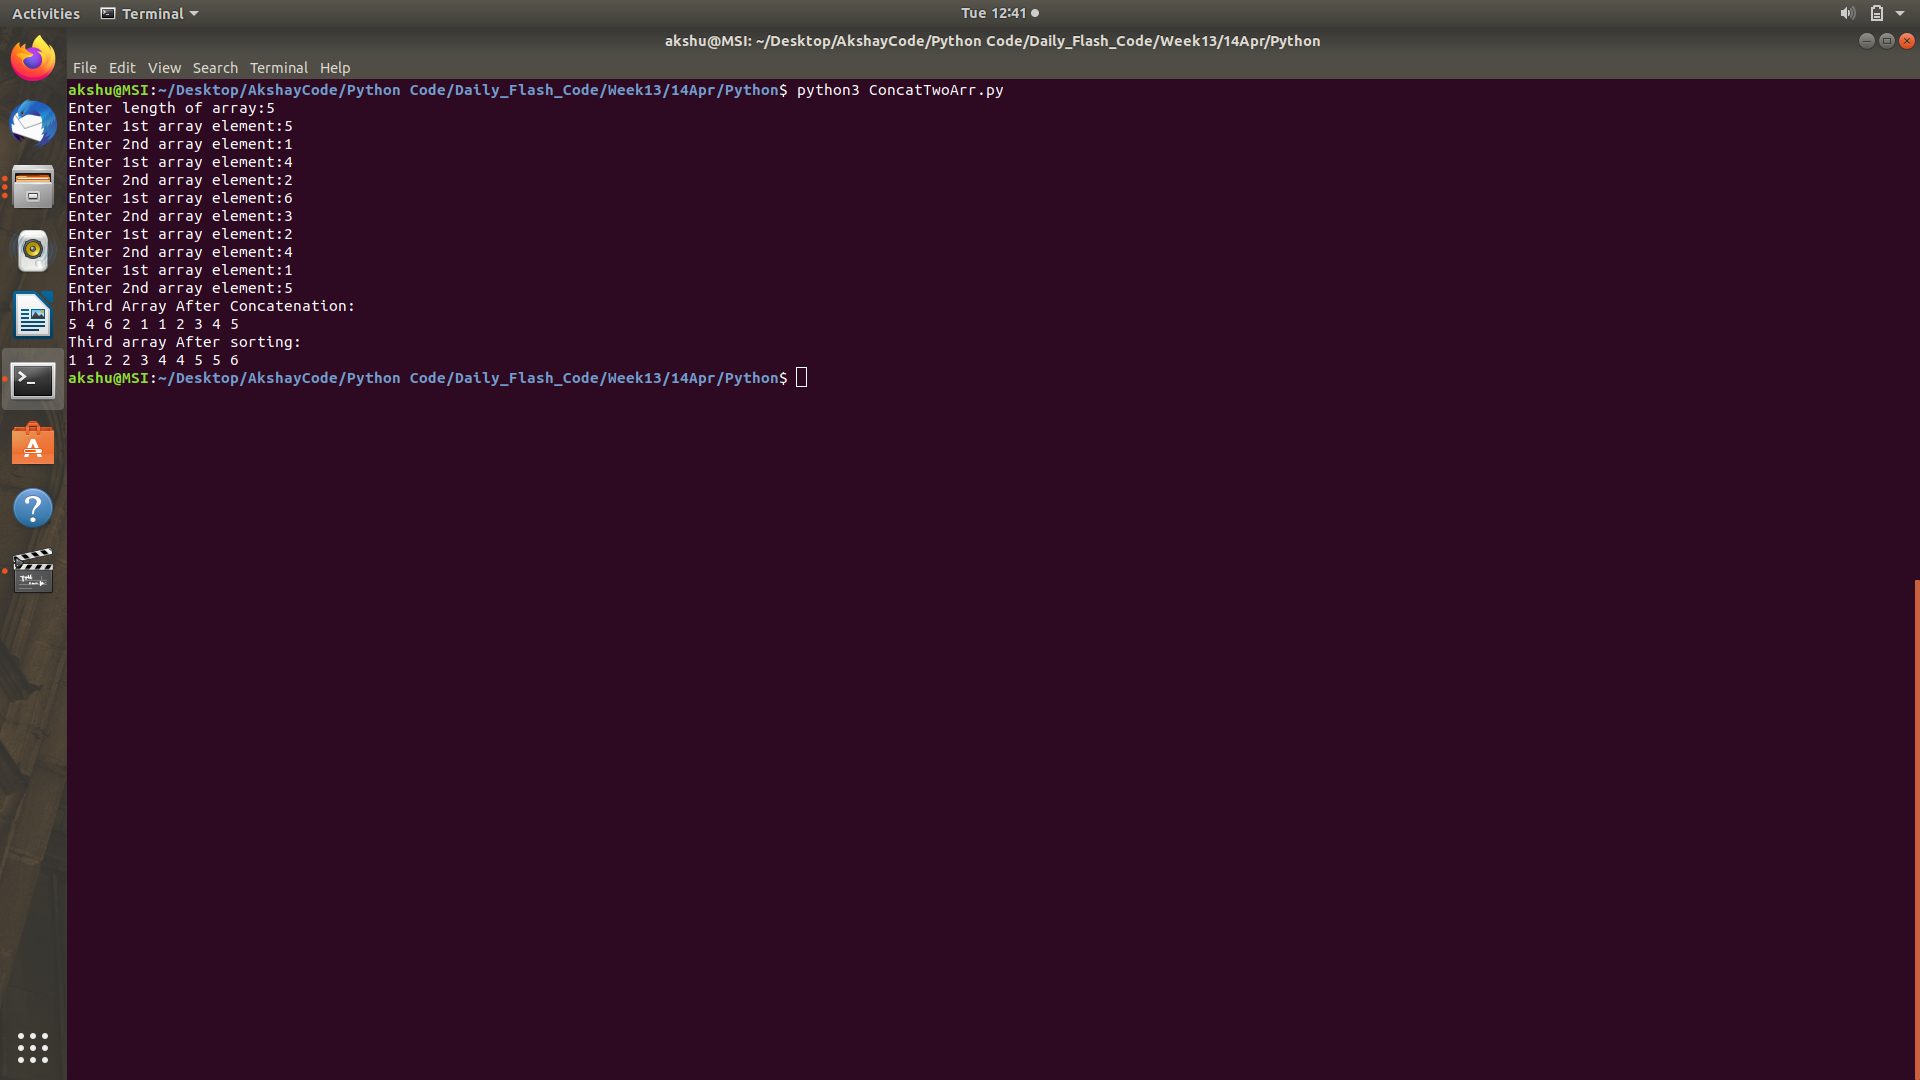 Activities Terminal Tue 12:41
akshu@MSI: ~/Desktop/AkshayCode/Python Code/Daily_Flash_Code/Week13/14Apr/Python
File Edit View Search Terminal Help
akshu@MSI:~/Desktop/AkshayCode/Python Code/Daily_Flash_Code/Week13/14Apr/Python$ python3 ConcatTwoArr.py
Enter length of array:5
Enter 1st array element:5
Enter 2nd array element:1
Enter 1st array element:4
Enter 2nd array element:2
Enter 1st array element:6
Enter 2nd array element:3
Enter 1st array element:2
Enter 2nd array element:4
Enter 1st array element:1
Enter 2nd array element:5
Third Array After Concatenation:
5 4 6 2 1 1 2 3 4 5
Third array After sorting:
1 1 2 2 3 4 4 5 5 6
akshu@MSI:~/Desktop/AkshayCode/Python Code/Daily_Flash_Code/Week13/14Apr/Python$